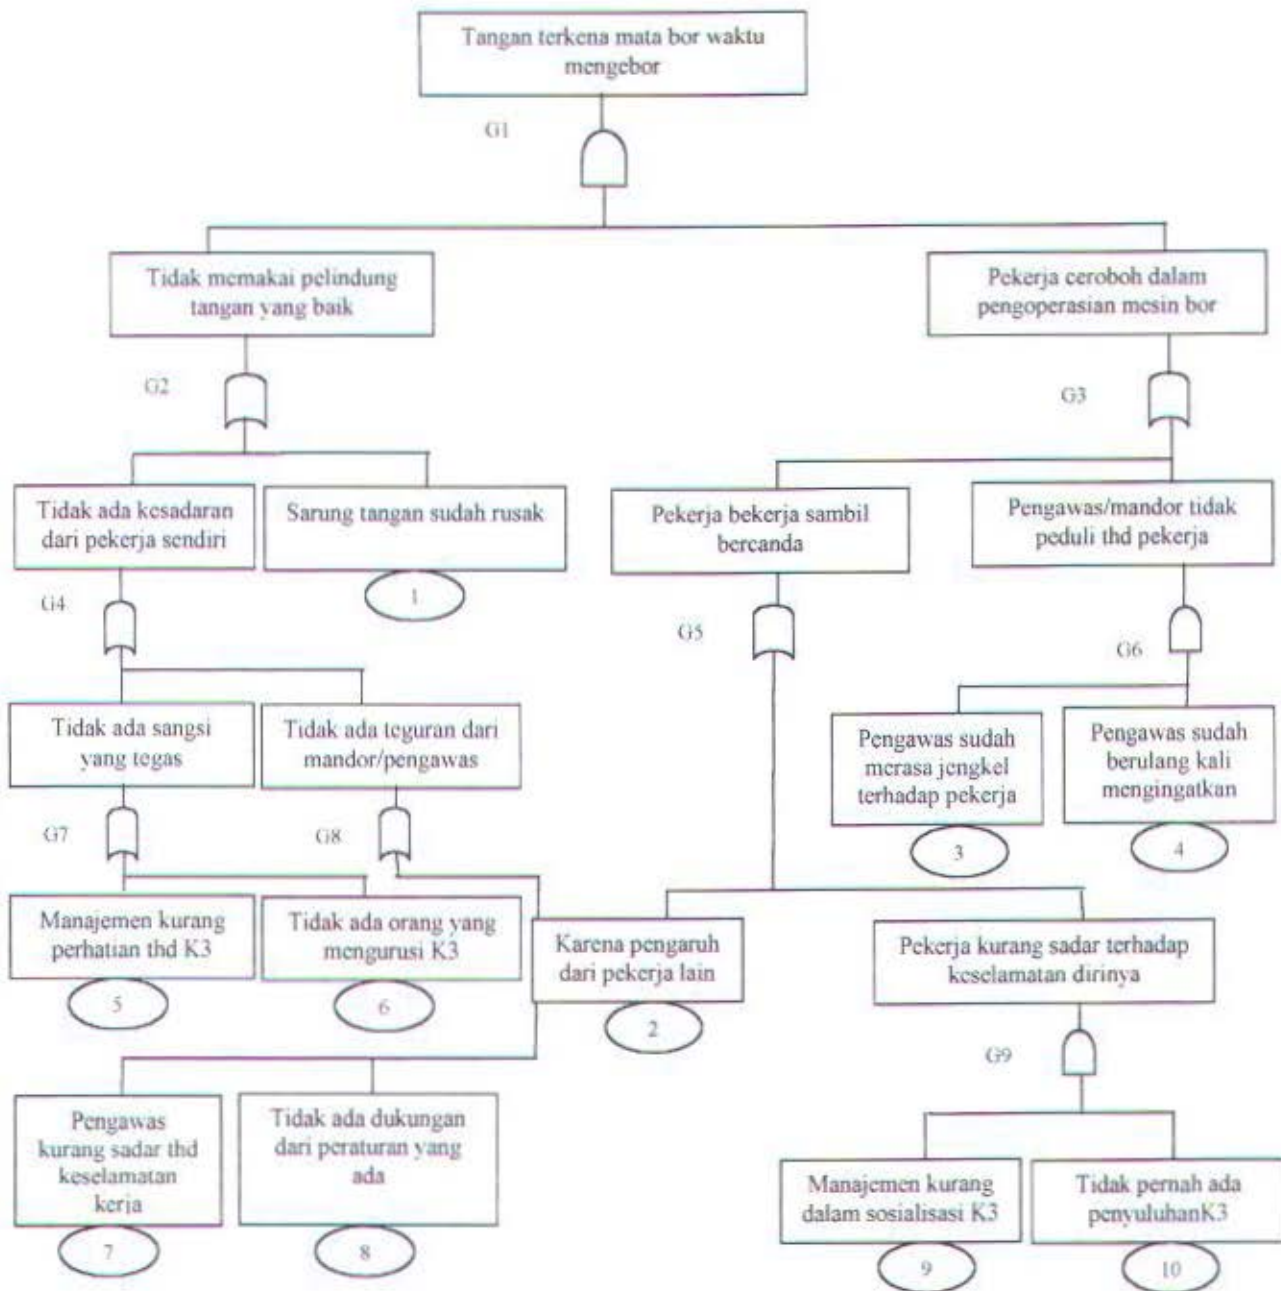 Tangan terkena mata bor waktu
mengebor
G1
Tidak memakai pelindung
tangan yang baik
Pekerja ceroboh dalam
pengoperasian mesin bor
G2
G3
Tidak ada kesadaran
dari pekerja sendiri
Sarung tangan sudah rusak
Pekerja bekerja sambil
bercanda
Pengawas/mandor tidak
peduli thd pekerja
1
G4
G5
G6
Tidak ada sangsi
yang tegas
Tidak ada teguran dari
mandor/pengawas
Pengawas sudah
merasa jengkel
terhadap pekerja
Pengawas sudah
berulang kali
mengingatkan
G7
G8
3
4
Manajemen kurang
perhatian thd K3
Tidak ada orang yang
mengurusi K3
Karena pengaruh
dari pekerja lain
Pekerja kurang sadar terhadap
keselamatan dirinya
5
6
2
G9
Pengawas
kurang sadar thd
keselamatan
kerja
Tidak ada dukungan
dari peraturan yang
ada
Manajemen kurang
dalam sosialisasi K3
Tidak pernah ada
penyuluhanK3
7
8
9
10